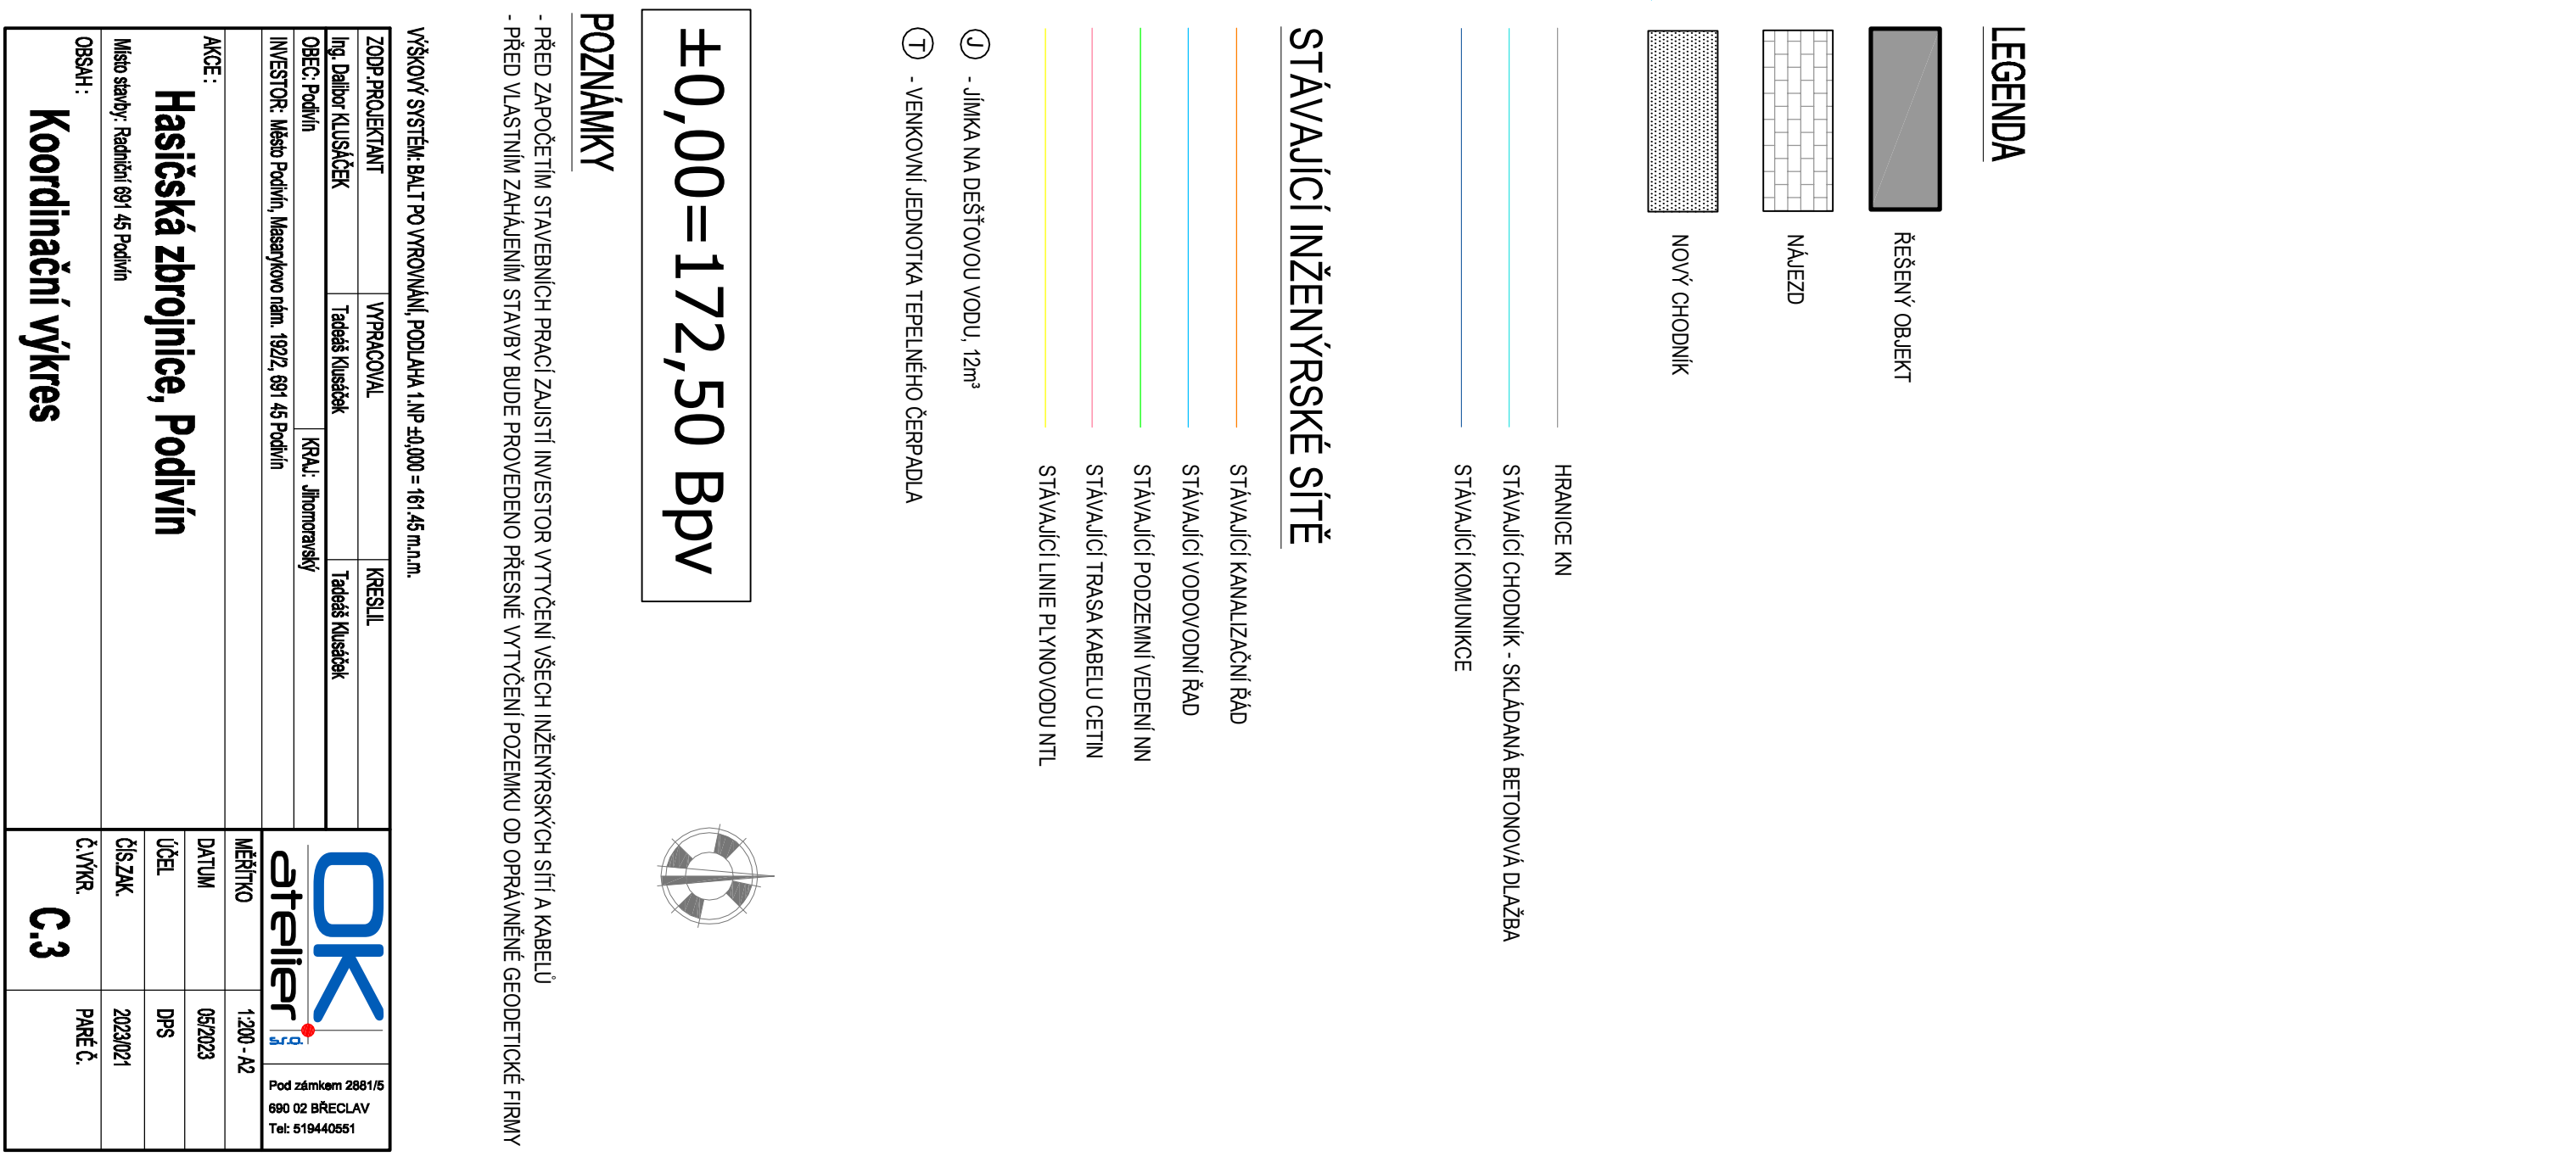 LEGENDA
ŘEŠENÝ OBJEKT
NÁJEZD
NOVÝ CHODNÍK
HRANICE KN
STÁVAJÍCÍ CHODNÍK - SKLÁDANÁ BETONOVÁ DLAŽBA
STÁVAJÍCÍ KOMUNIKCE
STÁVAJÍCÍ INŽENÝRSKÉ SÍTĚ
STÁVAJÍCÍ KANALIZAČNÍ ŘÁD
STÁVAJÍCÍ VODOVODNÍ ŘAD
STÁVAJÍCÍ PODZEMNÍ VEDENÍ NN
STÁVAJÍCÍ TRASA KABELU CETIN
STÁVAJÍCÍ LINIE PLYNOVODU NTL
J - JÍMKA NA DEŠŤOVOU VODU, 12m³
T - VENKOVNÍ JEDNOTKA TEPELNÉHO ČERPADLA
±0,00=172,50 Bpv
POZNÁMKY
- PŘED ZAPOČETÍM STAVEBNÍCH PRACÍ ZAJISTÍ INVESTOR VYTYČENÍ VŠECH INŽENÝRSKÝCH SÍTÍ A KABELŮ
- PŘED VLASTNÍM ZAHÁJENÍM STAVBY BUDE PROVEDENO PŘESNÉ VYTYČENÍ POZEMKU OD OPRÁVNĚNÉ GEODETICKÉ FIRMY
VÝŠKOVÝ SYSTÉM: BALT PO VYROVNÁNÍ, PODLAHA 1.NP ±0,000 = 161.45 m.n.m.
ZODP.PROJEKTANT VYPRACOVAL KRESLIL
Ing. Dalibor KLUSÁČEK Tadeáš Klusáček Tadeáš Klusáček
OBEC: Podivín KRAJ: Jihomoravský
INVESTOR: Město Podivín, Masarykovo nám. 192/2, 691 45 Podivín
OK
atelier
s.r.o.
Pod zámkem 2881/5
690 02 BŘECLAV
Tel: 519440551
AKCE :
Hasičská zbrojnice, Podivín
Místo stavby: Radniční 691 45 Podivín
OBSAH :
Koordinační výkres
MĚŘÍTKO 1:200 - A2
DATUM 05/2023
ÚČEL DPS
ČÍS.ZAK. 2023/021
Č.VÝKR. PARÉ Č.
C.3